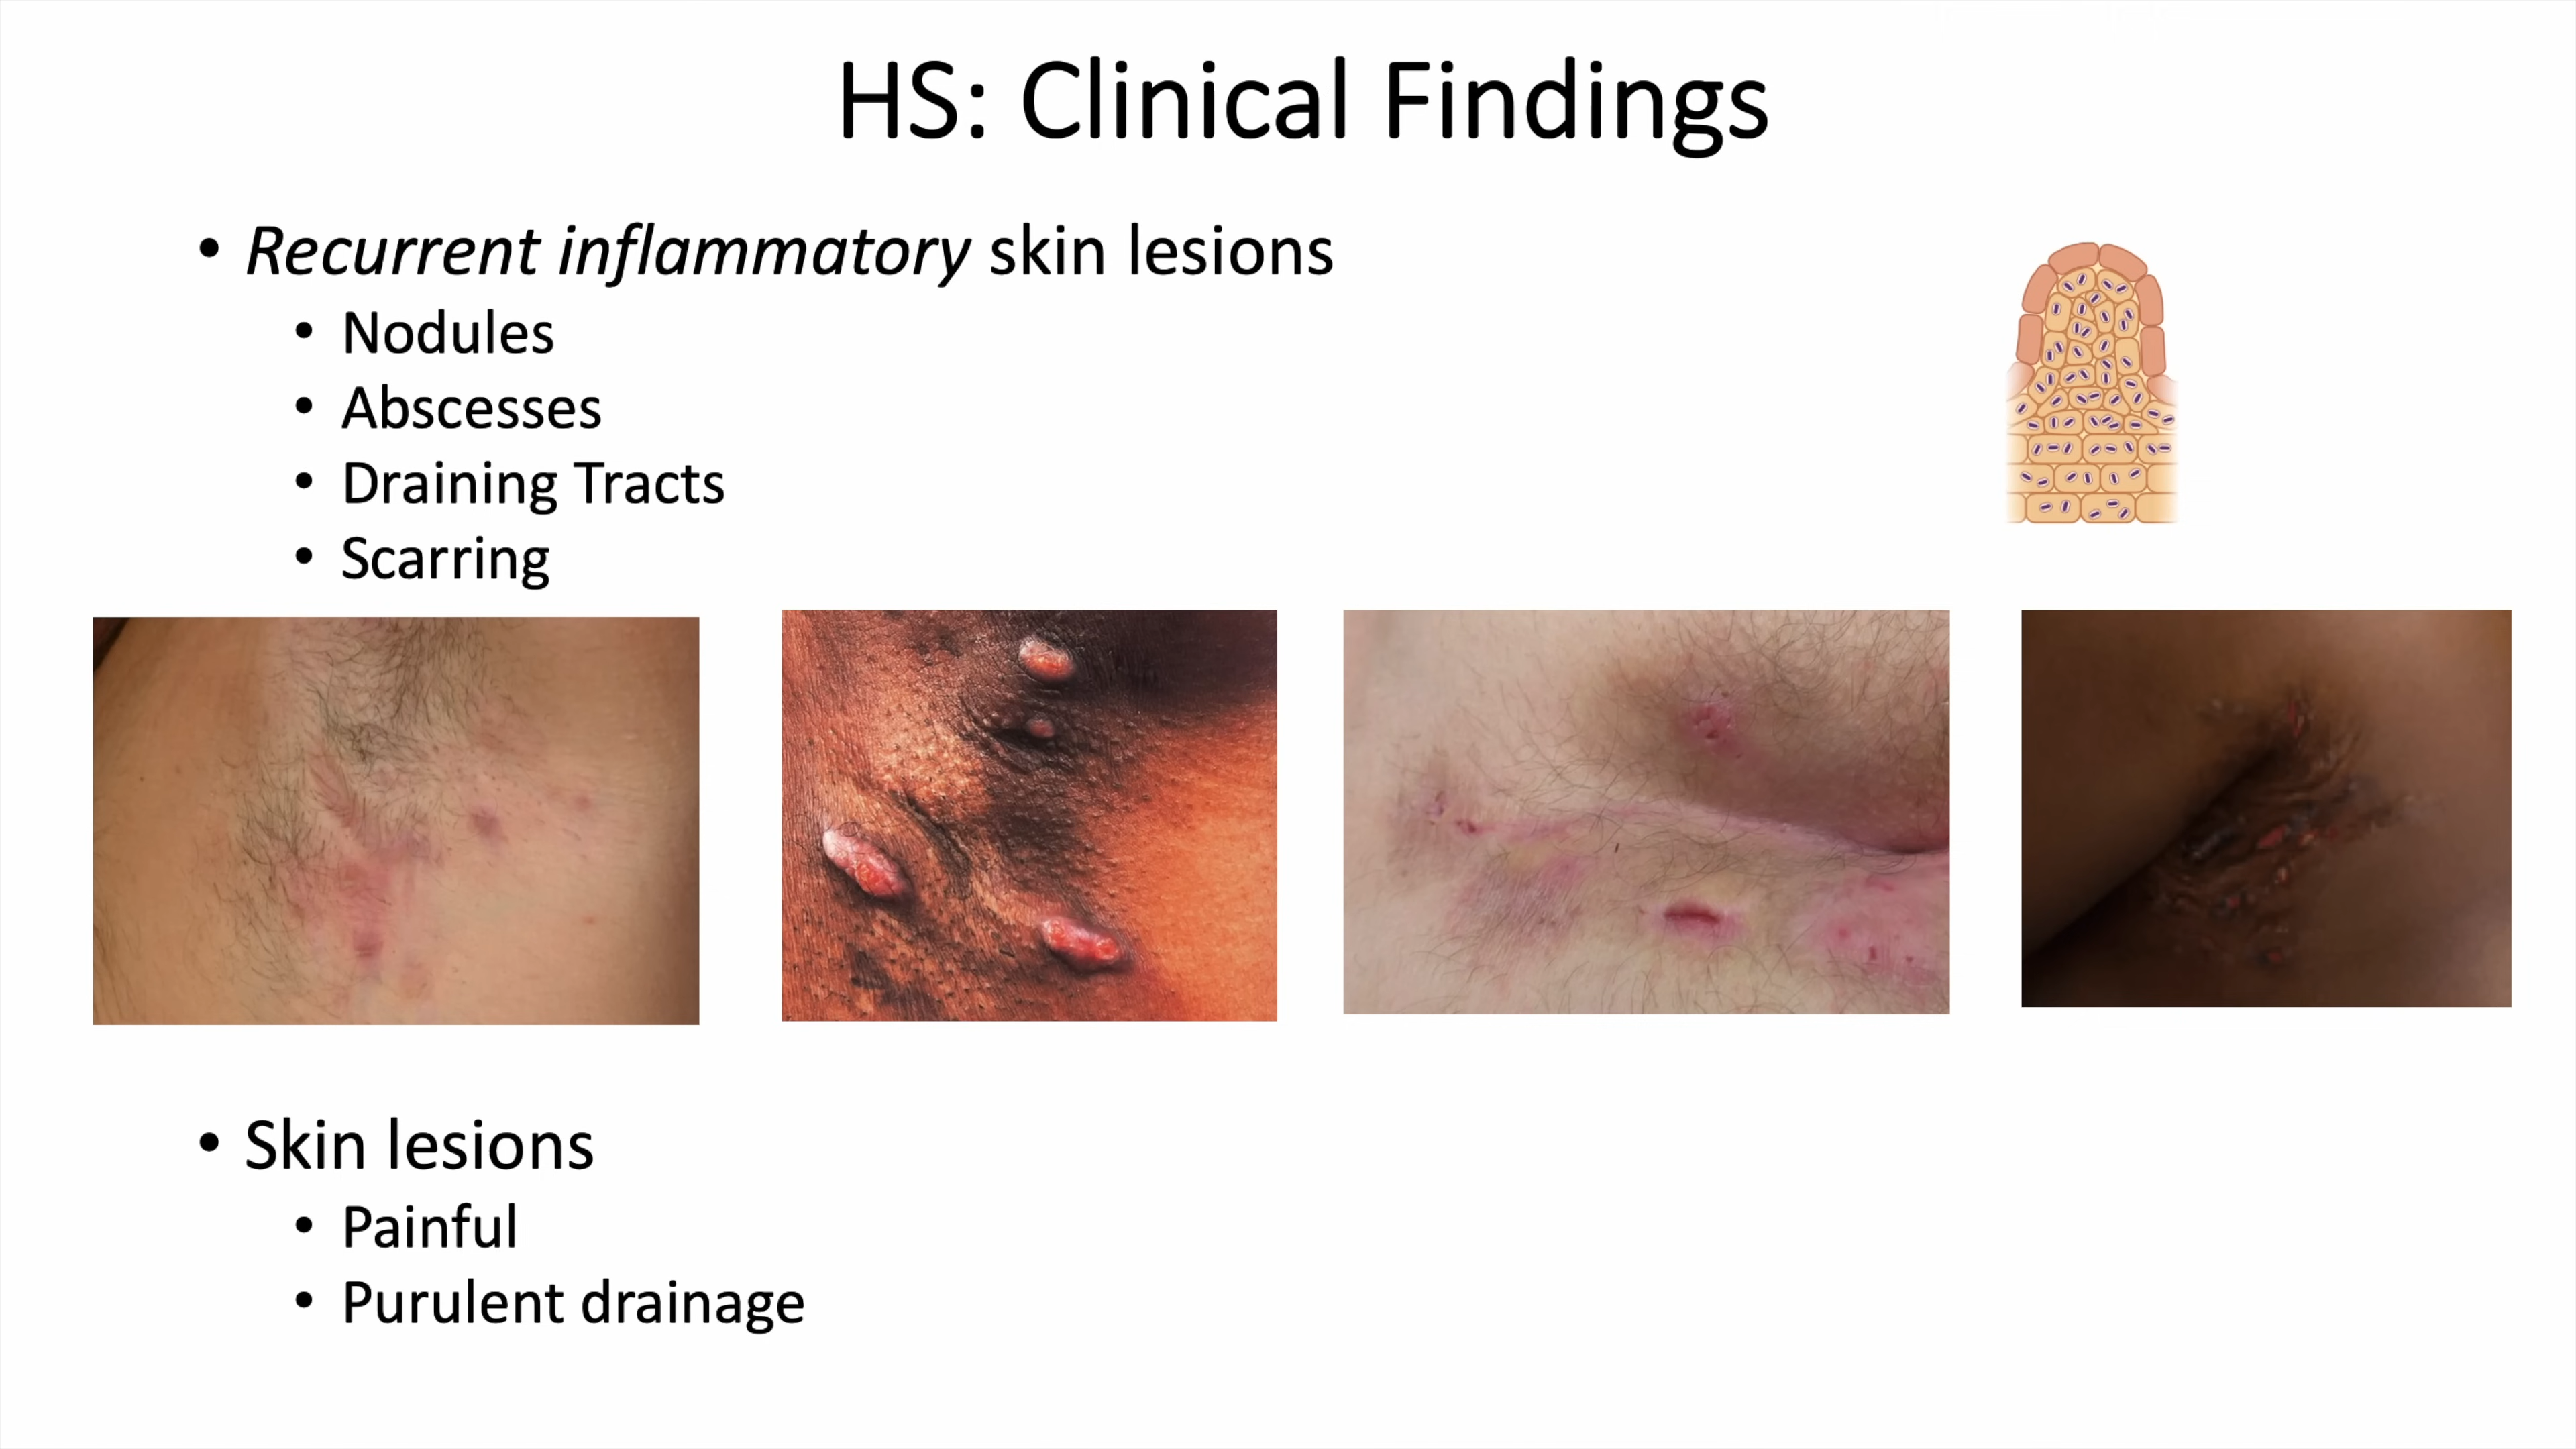 HS: Clinical Findings
• Recurrent inflammatory skin lesions
• Nodules
• Abscesses
• Draining Tracts
• Scarring
• Skin lesions
• Painful
• Purulent drainage